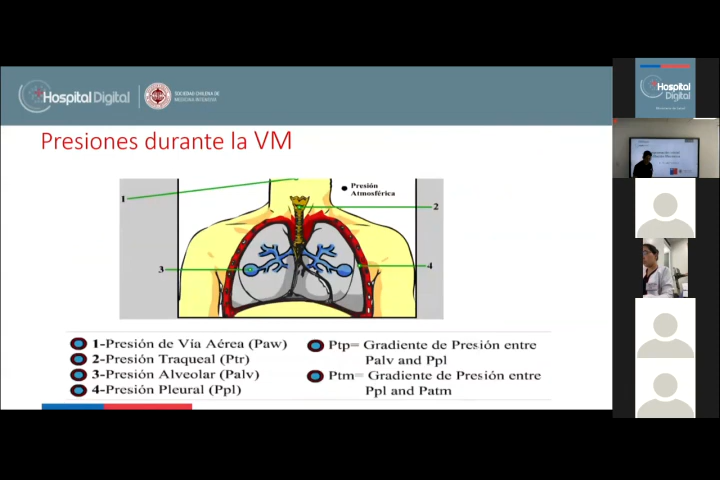 Hospital Digital
SOCIEDAD CHILENA DE
MEDICINA INTENSIVA
Presiones durante la VM
Presión
Atmosférica
1
2
3
4
1-Presión de Vía Aérea (Paw)
2-Presión Traqueal (Ptr)
3-Presión Alveolar (Palv)
4-Presión Pleural (Ppl)
Ptp= Gradiente de Presión entre
Palv and Ppl
Ptm= Gradiente de Presión entre
Ppl and Patm
Hospital
Digital